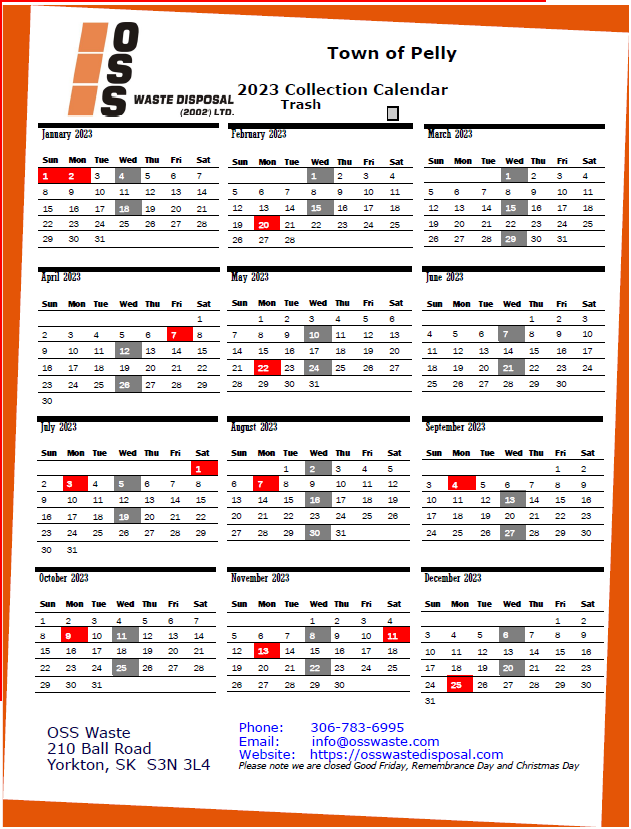 OSS
WASTE DISPOSAL
(2002) LTD.
Town of Pelly
2023 Collection Calendar
Trash
January 2023
Sun Mon Tue Wed Thu Fri Sat
1 2 3 4 5 6 7
8 9 10 11 12 13 14
15 16 17 18 19 20 21
22 23 24 25 26 27 28
29 30 31
February 2023
Sun Mon Tue Wed Thu Fri Sat
1 2 3 4
5 6 7 8 9 10 11
12 13 14 15 16 17 18
19 20 21 22 23 24 25
26 27 28
March 2023
Sun Mon Tue Wed Thu Fri Sat
1 2 3 4
5 6 7 8 9 10 11
12 13 14 15 16 17 18
19 20 21 22 23 24 25
26 27 28 29 30 31
April 2023
Sun Mon Tue Wed Thu Fri Sat
1
2 3 4 5 6 7 8
9 10 11 12 13 14 15
16 17 18 19 20 21 22
23 24 25 26 27 28 29
30
May 2023
Sun Mon Tue Wed Thu Fri Sat
1 2 3 4 5 6
7 8 9 10 11 12 13
14 15 16 17 18 19 20
21 22 23 24 25 26 27
28 29 30 31
June 2023
Sun Mon Tue Wed Thu Fri Sat
1 2 3
4 5 6 7 8 9 10
11 12 13 14 15 16 17
18 19 20 21 22 23 24
25 26 27 28 29 30
July 2023
Sun Mon Tue Wed Thu Fri Sat
1
2 3 4 5 6 7 8
9 10 11 12 13 14 15
16 17 18 19 20 21 22
23 24 25 26 27 28 29
30 31
August 2023
Sun Mon Tue Wed Thu Fri Sat
1 2 3 4 5
6 7 8 9 10 11 12
13 14 15 16 17 18 19
20 21 22 23 24 25 26
27 28 29 30 31
September 2023
Sun Mon Tue Wed Thu Fri Sat
1 2
3 4 5 6 7 8 9
10 11 12 13 14 15 16
17 18 19 20 21 22 23
24 25 26 27 28 29 30
October 2023
Sun Mon Tue Wed Thu Fri Sat
1 2 3 4 5 6 7
8 9 10 11 12 13 14
15 16 17 18 19 20 21
22 23 24 25 26 27 28
29 30 31
November 2023
Sun Mon Tue Wed Thu Fri Sat
1 2 3 4
5 6 7 8 9 10 11
12 13 14 15 16 17 18
19 20 21 22 23 24 25
26 27 28 29 30
December 2023
Sun Mon Tue Wed Thu Fri Sat
1 2
3 4 5 6 7 8 9
10 11 12 13 14 15 16
17 18 19 20 21 22 23
24 25 26 27 28 29 30
31
OSS Waste
210 Ball Road
Yorkton, SK S3N 3L4
Phone: 306-783-6995
Email: info@osswaste.com
Website: https://osswastedisposal.com
Please note we are closed Good Friday, Remembrance Day and Christmas Day